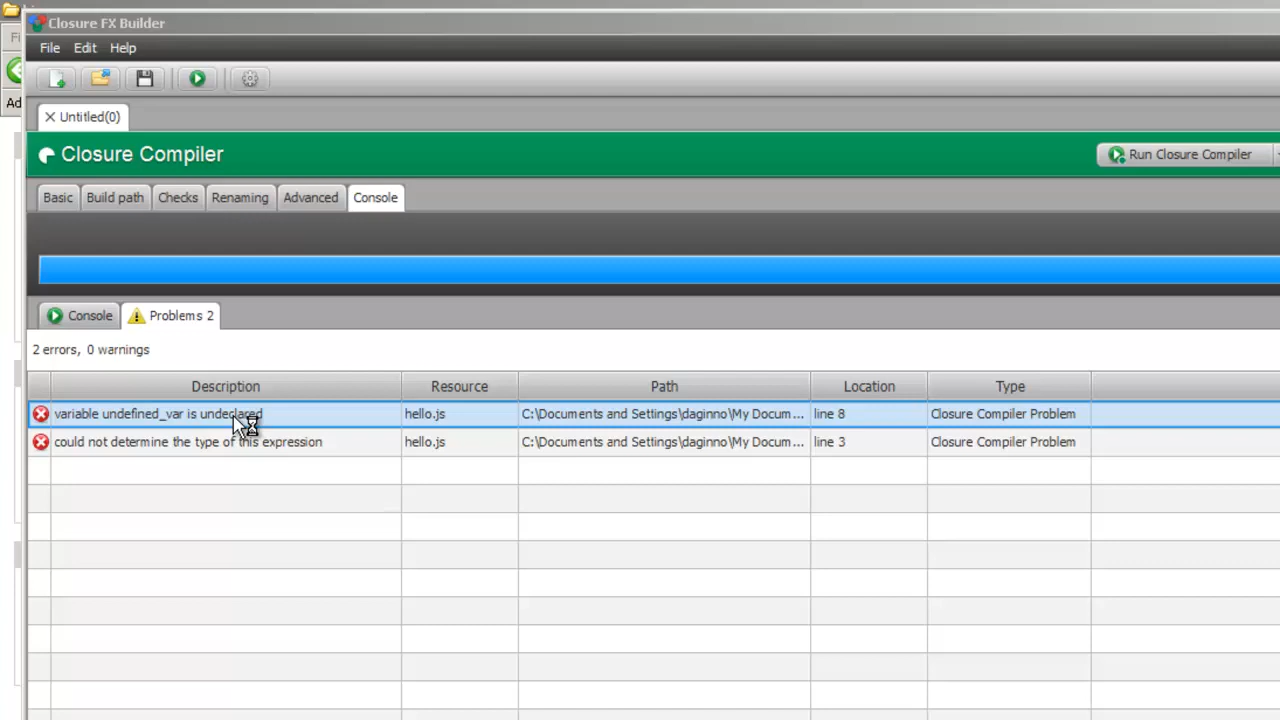 Closure FX Builder
File Edit Help
Ad
Untitled(0)
Closure Compiler
Run Closure Compiler
Basic Build path Checks Renaming Advanced Console
Console Problems 2
2 errors, 0 warnings
Description Resource Path Location Type
variable undefined_var is undeclared hello.js C:\Documents and Settings\daginno\My Docum... line 8 Closure Compiler Problem
could not determine the type of this expression hello.js C:\Documents and Settings\daginno\My Docum... line 3 Closure Compiler Problem